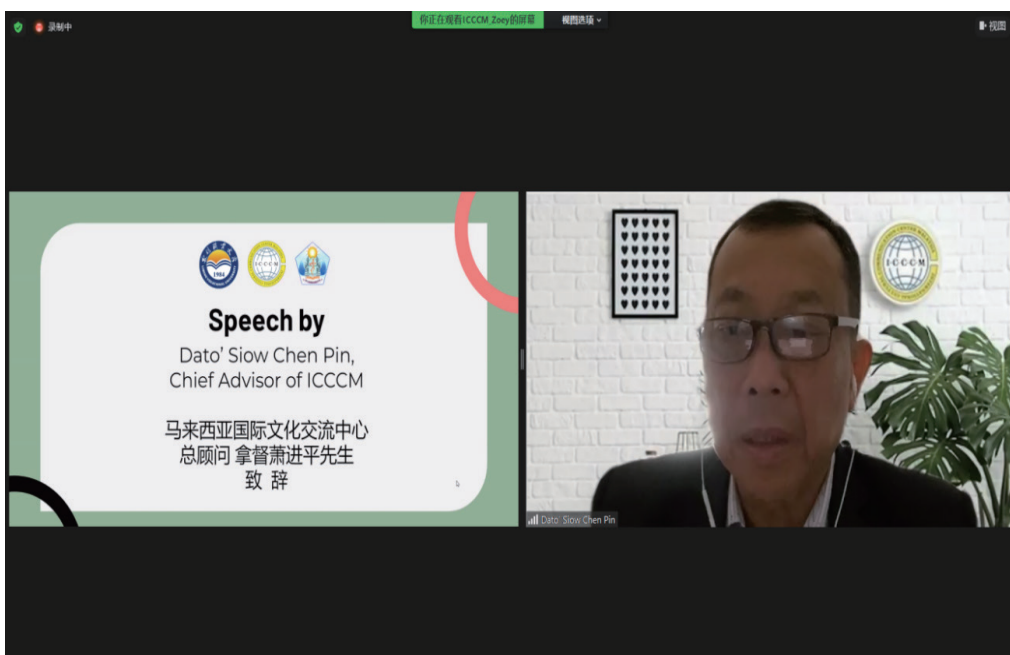 录制中
你正在观看ICCCM_Zoey的屏幕
视图选项
视图
1904
ICCCM
Speech by
Dato' Siow Chen Pin,
Chief Advisor of ICCCM
马来西亚国际文化交流中心
总顾问 拿督萧进平先生
致 辞
ICCCM
Dato' Siow Chen Pin